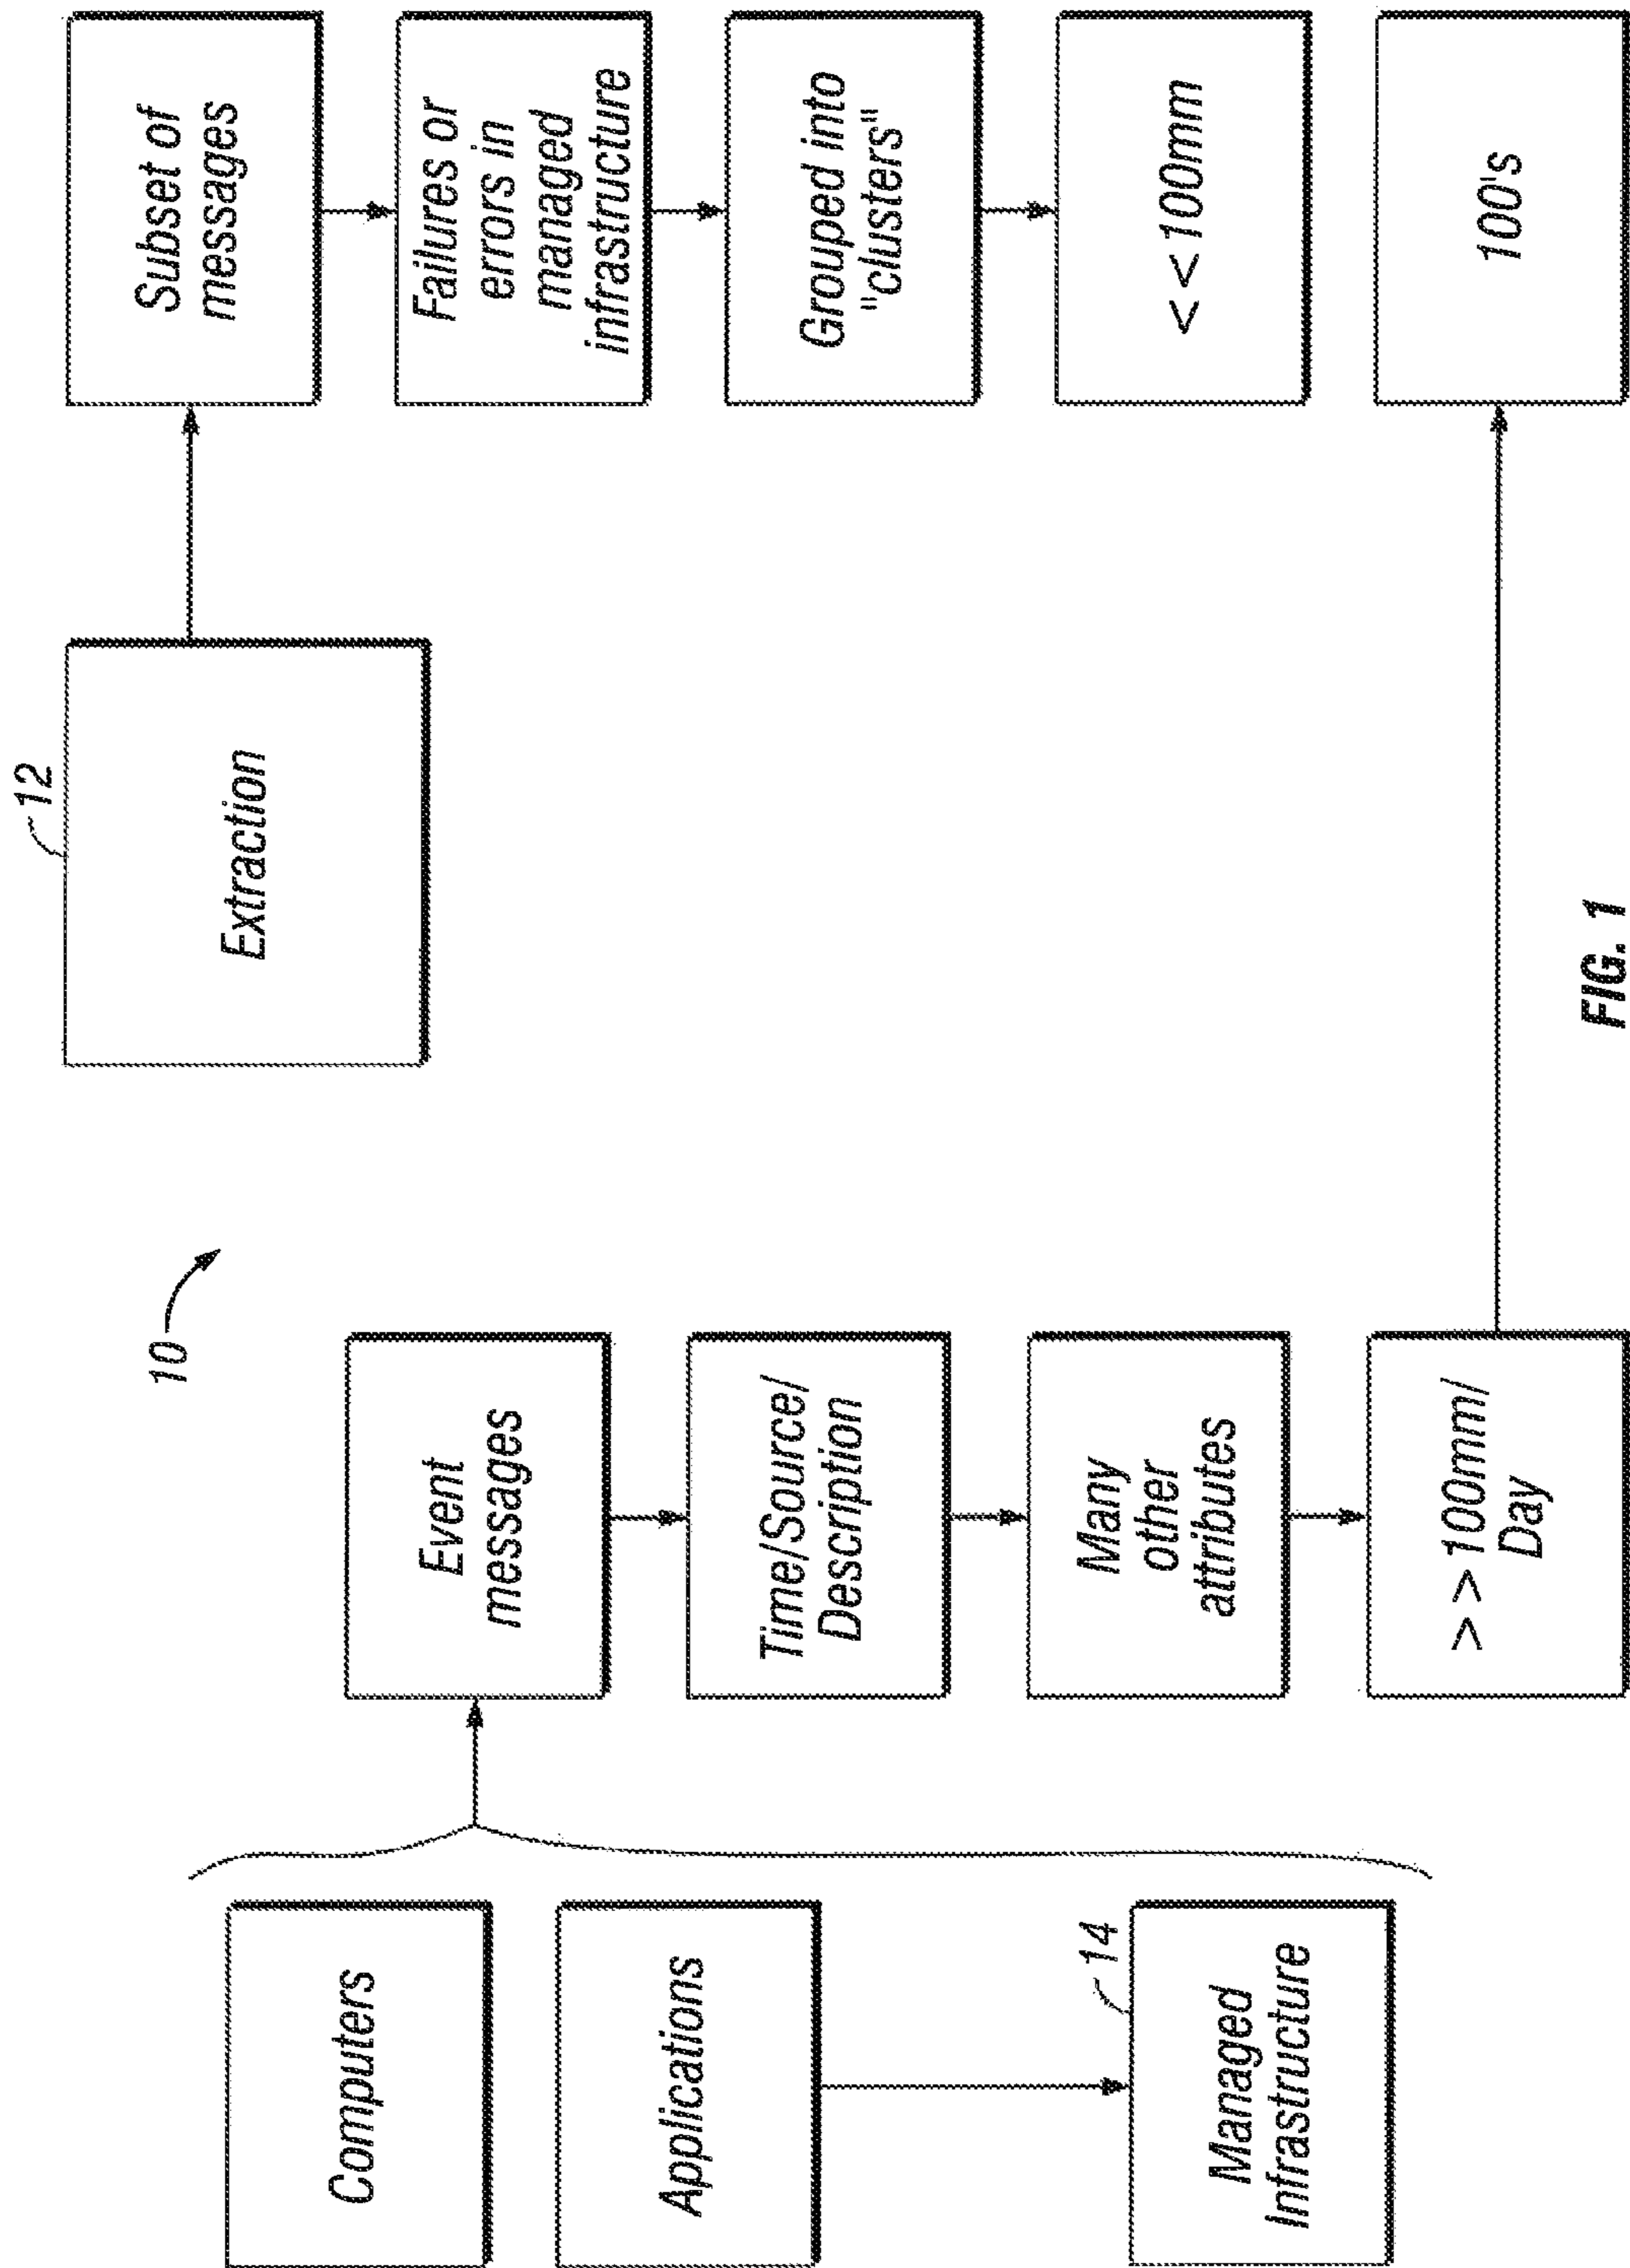 Computers
Applications
14
Managed
Infrastructure
10
Event
messages
Time/Source/
Description
Many
other
attributes
>>100mm/
Day
12
Extraction
Subset of
messages
Failures or
errors in
managed
infrastructure
Grouped into
"clusters"
<<100mm
100's
FIG. 1